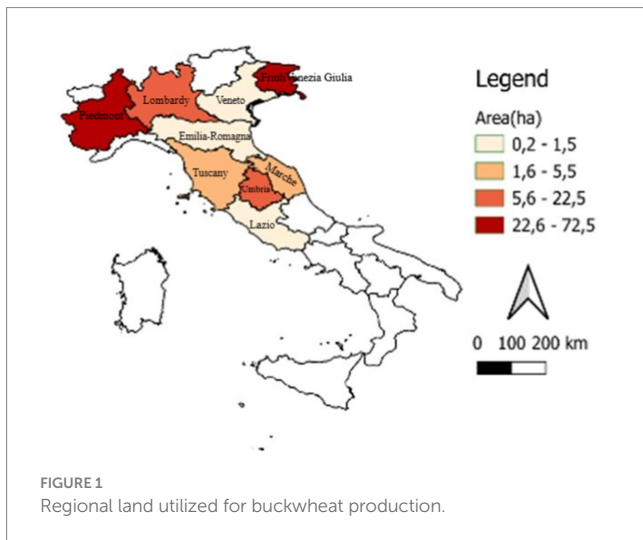 Friuli Venezia Giulia
Piedmont
Lombardy
Veneto
Emilia-Romagna
Tuscany
Marche
Umbria
Lazio
Legend
Area(ha)
0,2 - 1,5
1,6 - 5,5
5,6 - 22,5
22,6 - 72,5
0 100 200 km
FIGURE 1
Regional land utilized for buckwheat production.